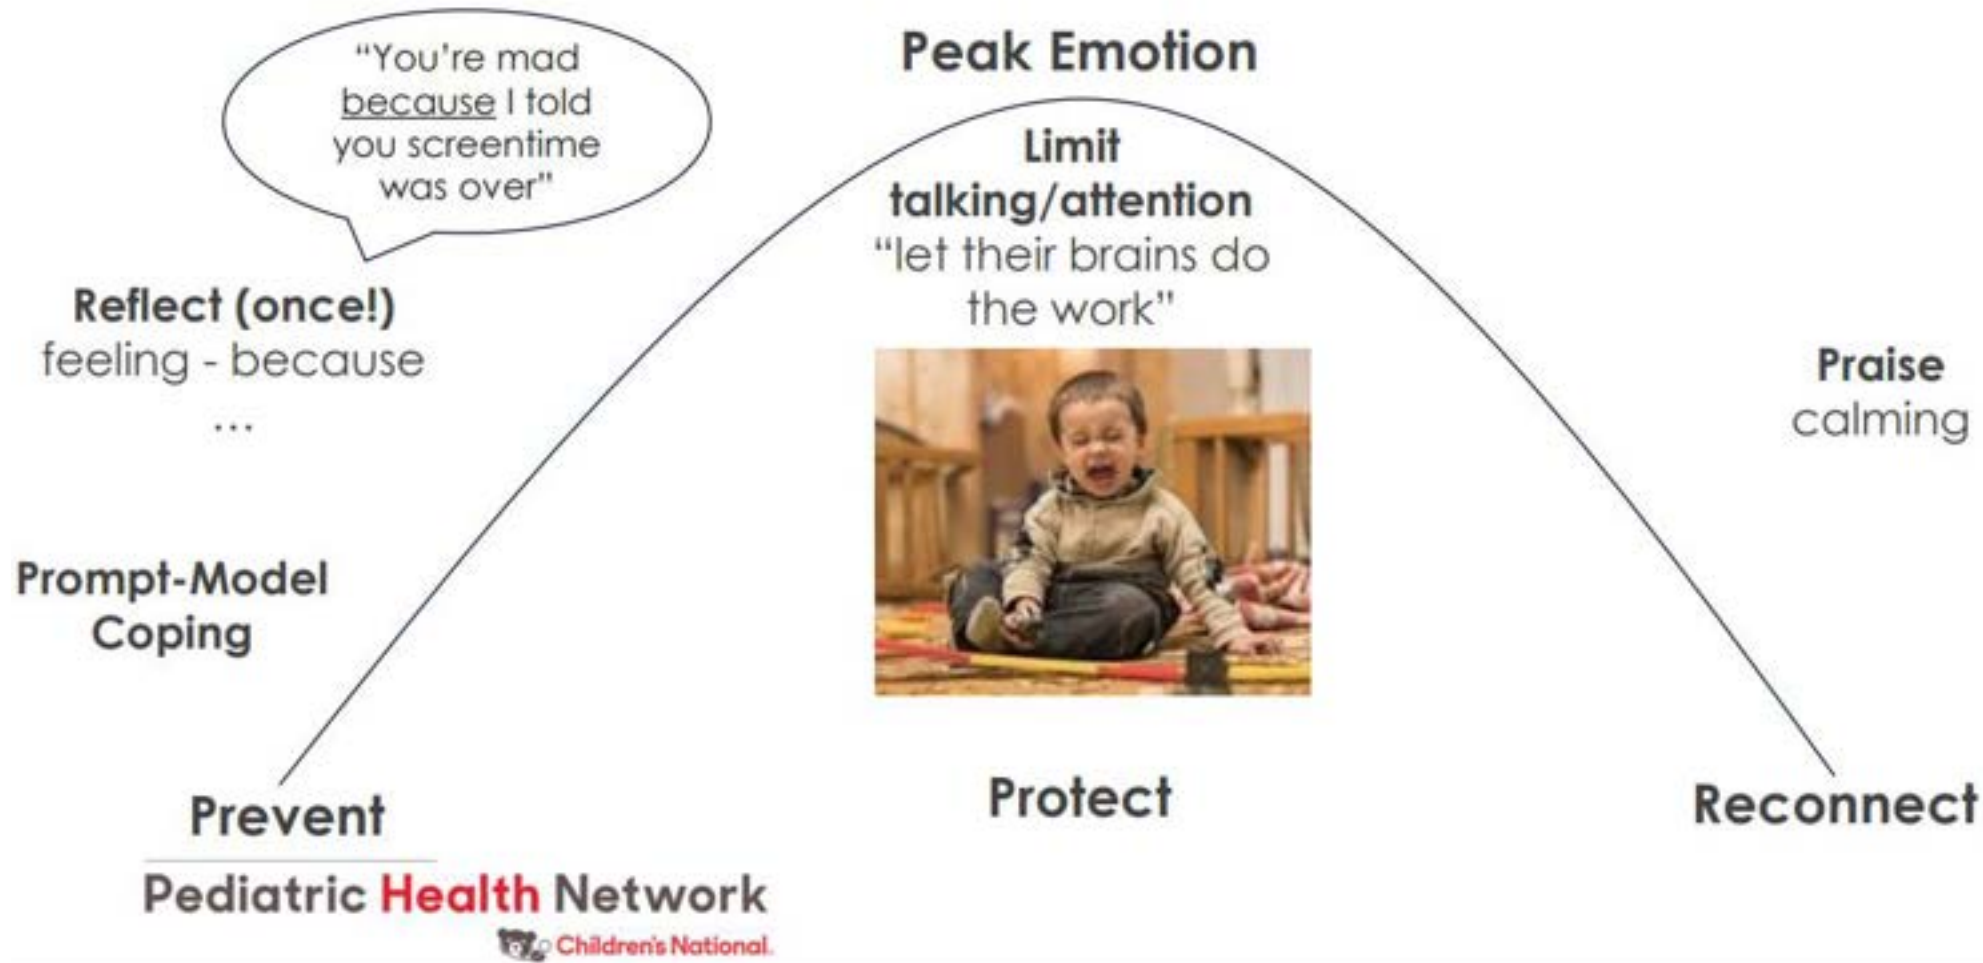 "You're mad
because I told
you screentime
was over"
Peak Emotion
Limit
talking/attention
"let their brains do
the work"
Reflect (once!)
feeling - because
...
Praise
calming
Prompt-Model
Coping
Prevent
Protect
Reconnect
Pediatric Health Network
Children's National.